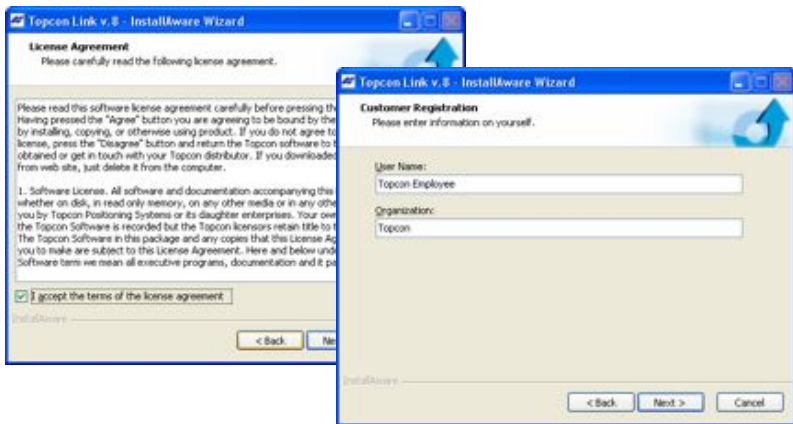 Topcon Link v.8 - InstallAware Wizard
License Agreement
Please carefully read the following license agreement.
Please read this software license agreement carefully before pressing th
Having pressed the "Agree" button you are agreeing to be bound by the
by installing, copying, or otherwise using product. If you do not agree to
license, press the "Disagree" button and return the Topcon software to t
obtained or get in touch with your Topcon distributor. If you downloaded
from web site, just delete it from the computer.
1. Software License. All software and documentation accompanying this
whether on disk, in read only memory, on any other media or in any othe
you by Topcon Positioning Systems or its daughter enterprises. Your own
the Topcon Software is recorded but the Topcon licensors retain title to t
The Topcon Software in this package and any copies that this License Ag
you to make are subject to this License Agreement. Here and below unde
Software term we mean all executive programs, documentation and it pa
I accept the terms of the license agreement
InstallAware
< Back Ne
Topcon Link v.8 - InstallAware Wizard
Customer Registration
Please enter information on yourself.
User Name:
Topcon Employee
Organization:
Topcon
InstallAware
< Back Next > Cancel